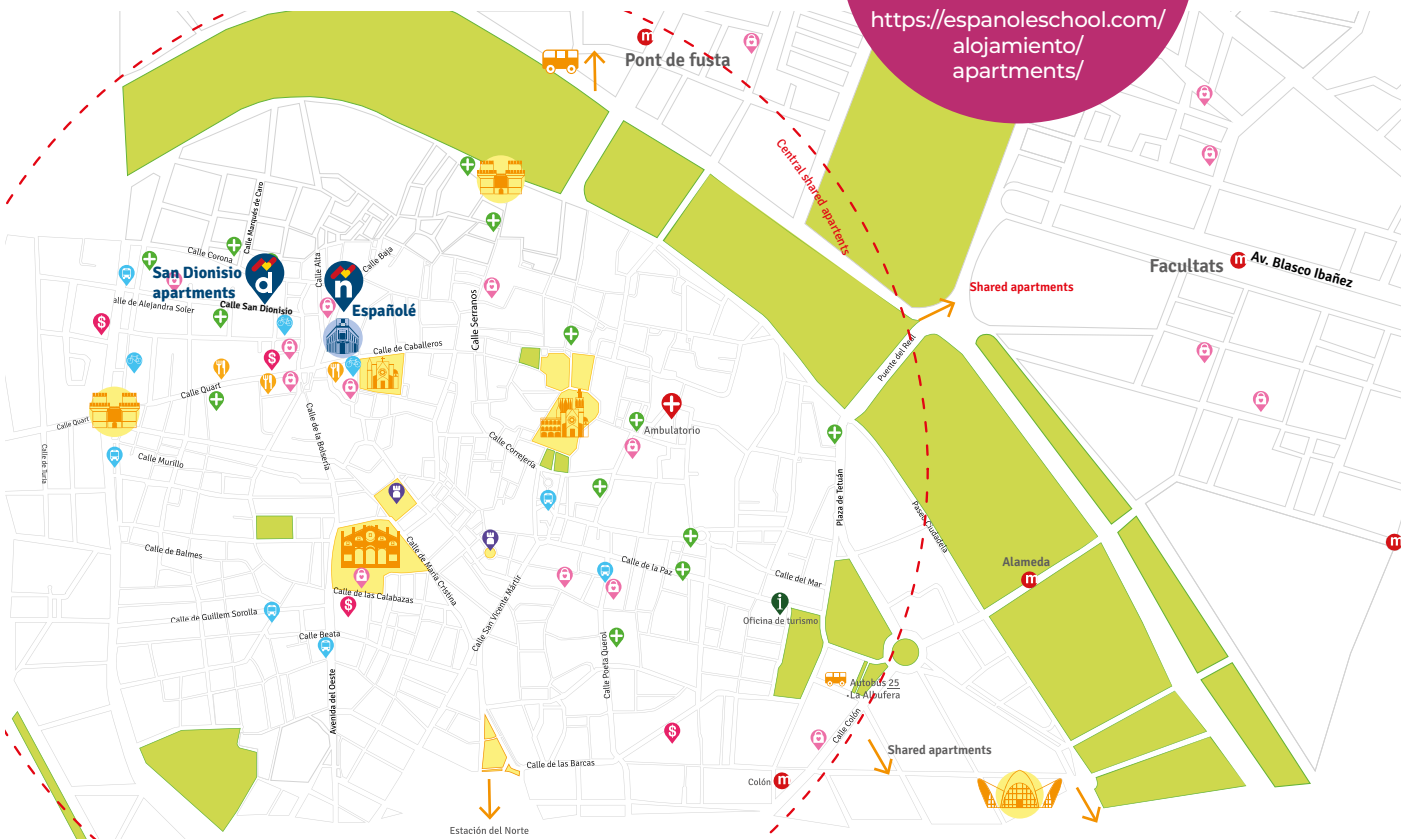 https://espanoleschool.com/
alojamiento/
apartments/
Pont de fusta
Central shared apartents
Calle Marqués de Caro
Calle Corona
Calle Alta
Calle Baja
San Dionisio
apartments
d
ñ
Españolé
alle de Alejandra Soler
Calle San Dionisio
Calle Serranos
Calle de Caballeros
Facultats
Av. Blasco Ibañez
Shared apartments
Puente del Real
Calle Quart
Calle Quart
Calle de Turia
Calle Murillo
Calle de la Bolsería
Calle Correjería
Ambulatorio
Plaza de Tetuán
Paseo Ciudadela
Calle de Balmes
Calle de María Cristina
Calle de las Calabazas
Calle de Guillem Sorolla
Calle Beata
Avenida del Oeste
Calle San Vicente Mártir
Calle de la Paz
Calle del Mar
Oficina de turismo
Alameda
Calle Poeta Querol
Autobús 25
·La Albufera
Calle Colón
Shared apartments
Calle de las Barcas
Colón
Estación del Norte